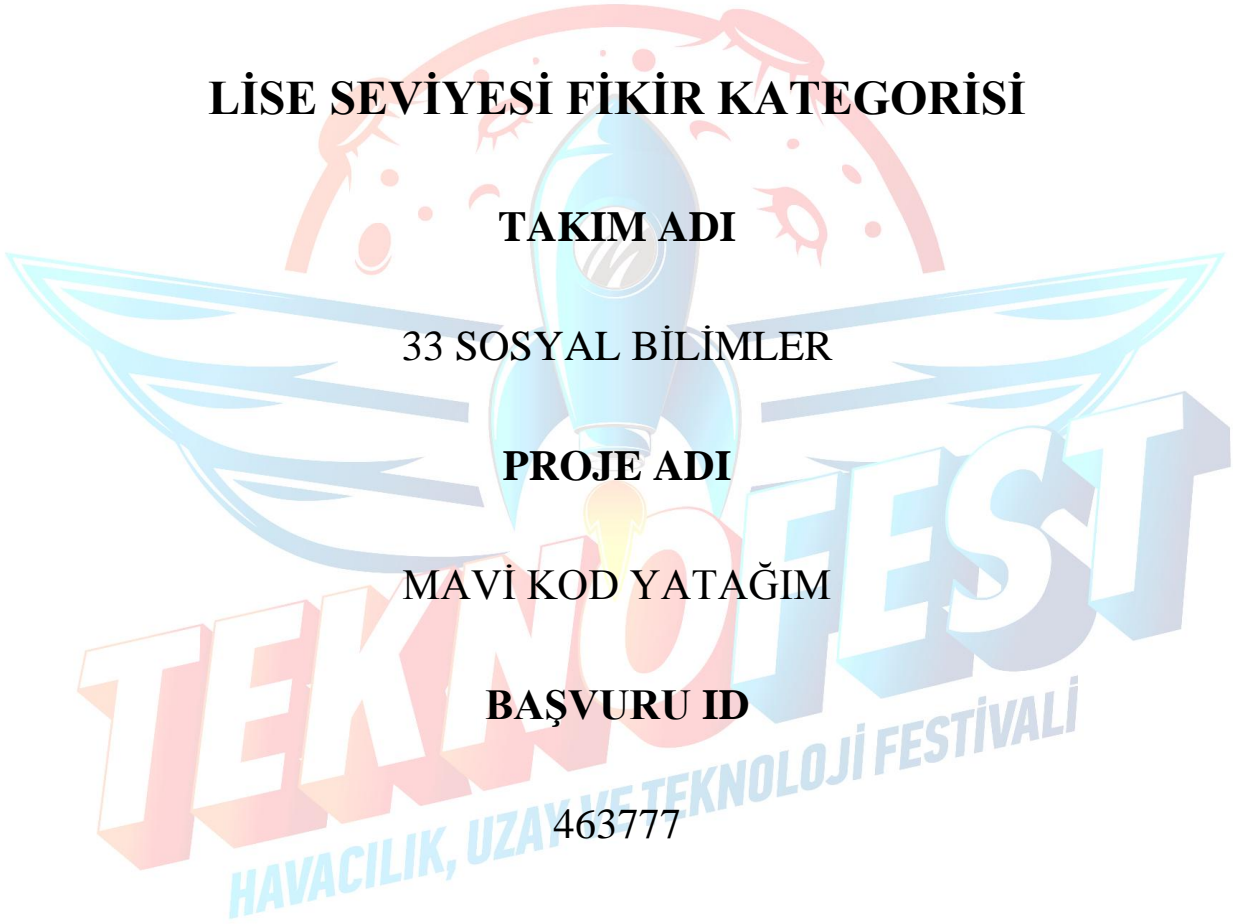 LİSE SEVİYESİ FİKİR KATEGORİSİ
TAKIM ADI
33 SOSYAL BİLİMLER
PROJE ADI
MAVİ KOD YATAĞIM
BAŞVURU ID
463777
TEKNOFEST
HAVACILIK, UZAY VE TEKNOLOJİ FESTİVALİ